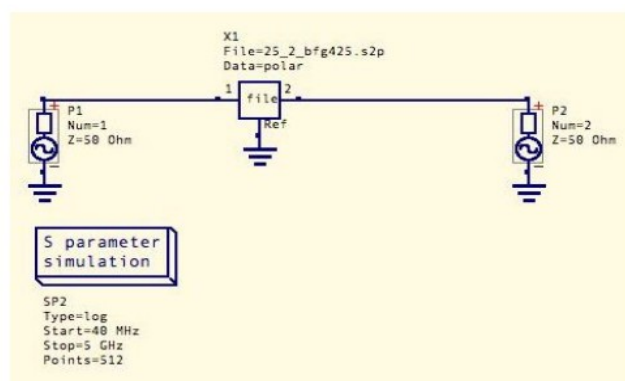 X1
File=25_2_bfg425.s2p
Data=polar
1 file 2
Ref
P1
Num=1
Z=50 Ohm
P2
Num=2
Z=50 Ohm
S parameter
simulation
SP2
Type=log
Start=40 MHz
Stop=5 GHz
Points=512